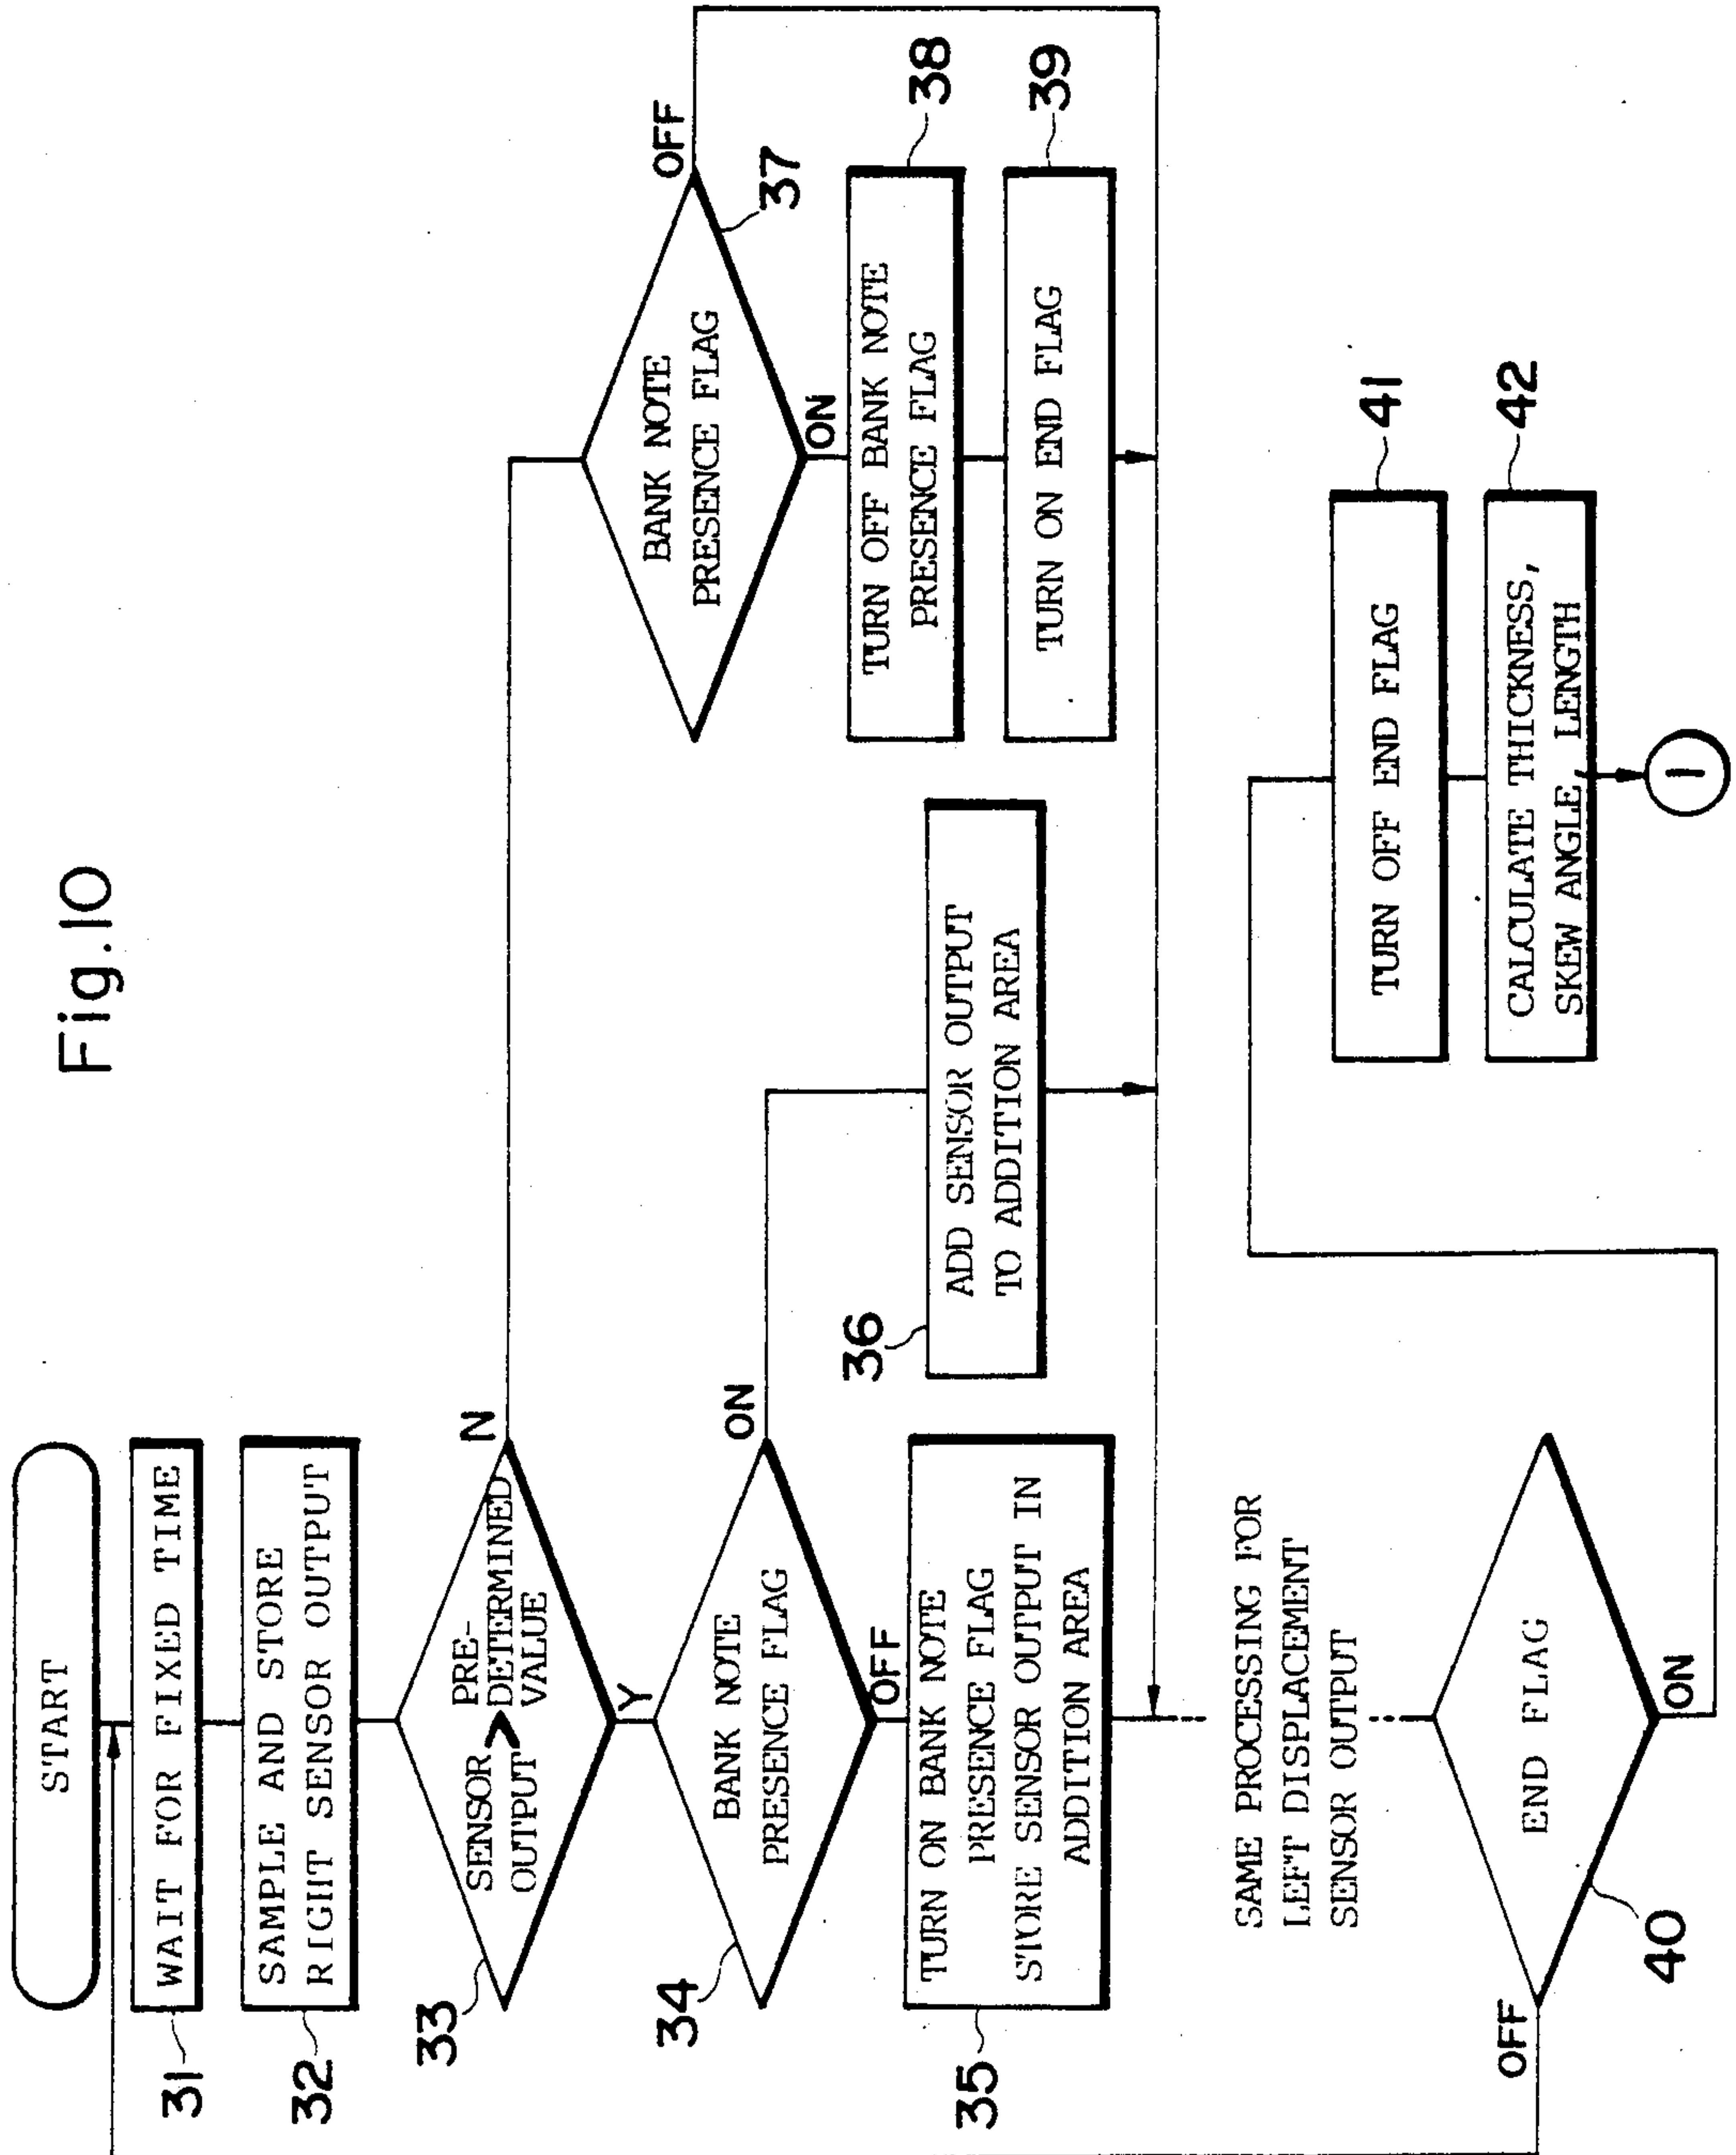 Fig.10
START
31
WAIT FOR FIXED TIME
32
SAMPLE AND STORE
RIGHT SENSOR OUTPUT
33
SENSOR OUTPUT
>
PRE-
DETERMINED
VALUE
N
Y
34
BANK NOTE
PRESENCE FLAG
ON
OFF
35
TURN ON BANK NOTE
PRESENCE FLAG
STORE SENSOR OUTPUT IN
ADDITION AREA
36
ADD SENSOR OUTPUT
TO ADDITION AREA
BANK NOTE
PRESENCE FLAG
OFF
37
ON
TURN OFF BANK NOTE
PRESENCE FLAG
38
TURN ON END FLAG
39
SAME PROCESSING FOR
LEFT DISPLACEMENT
SENSOR OUTPUT
END FLAG
OFF
40
ON
TURN OFF END FLAG
41
CALCULATE THICKNESS,
SKEW ANGLE, LENGTH
42
1